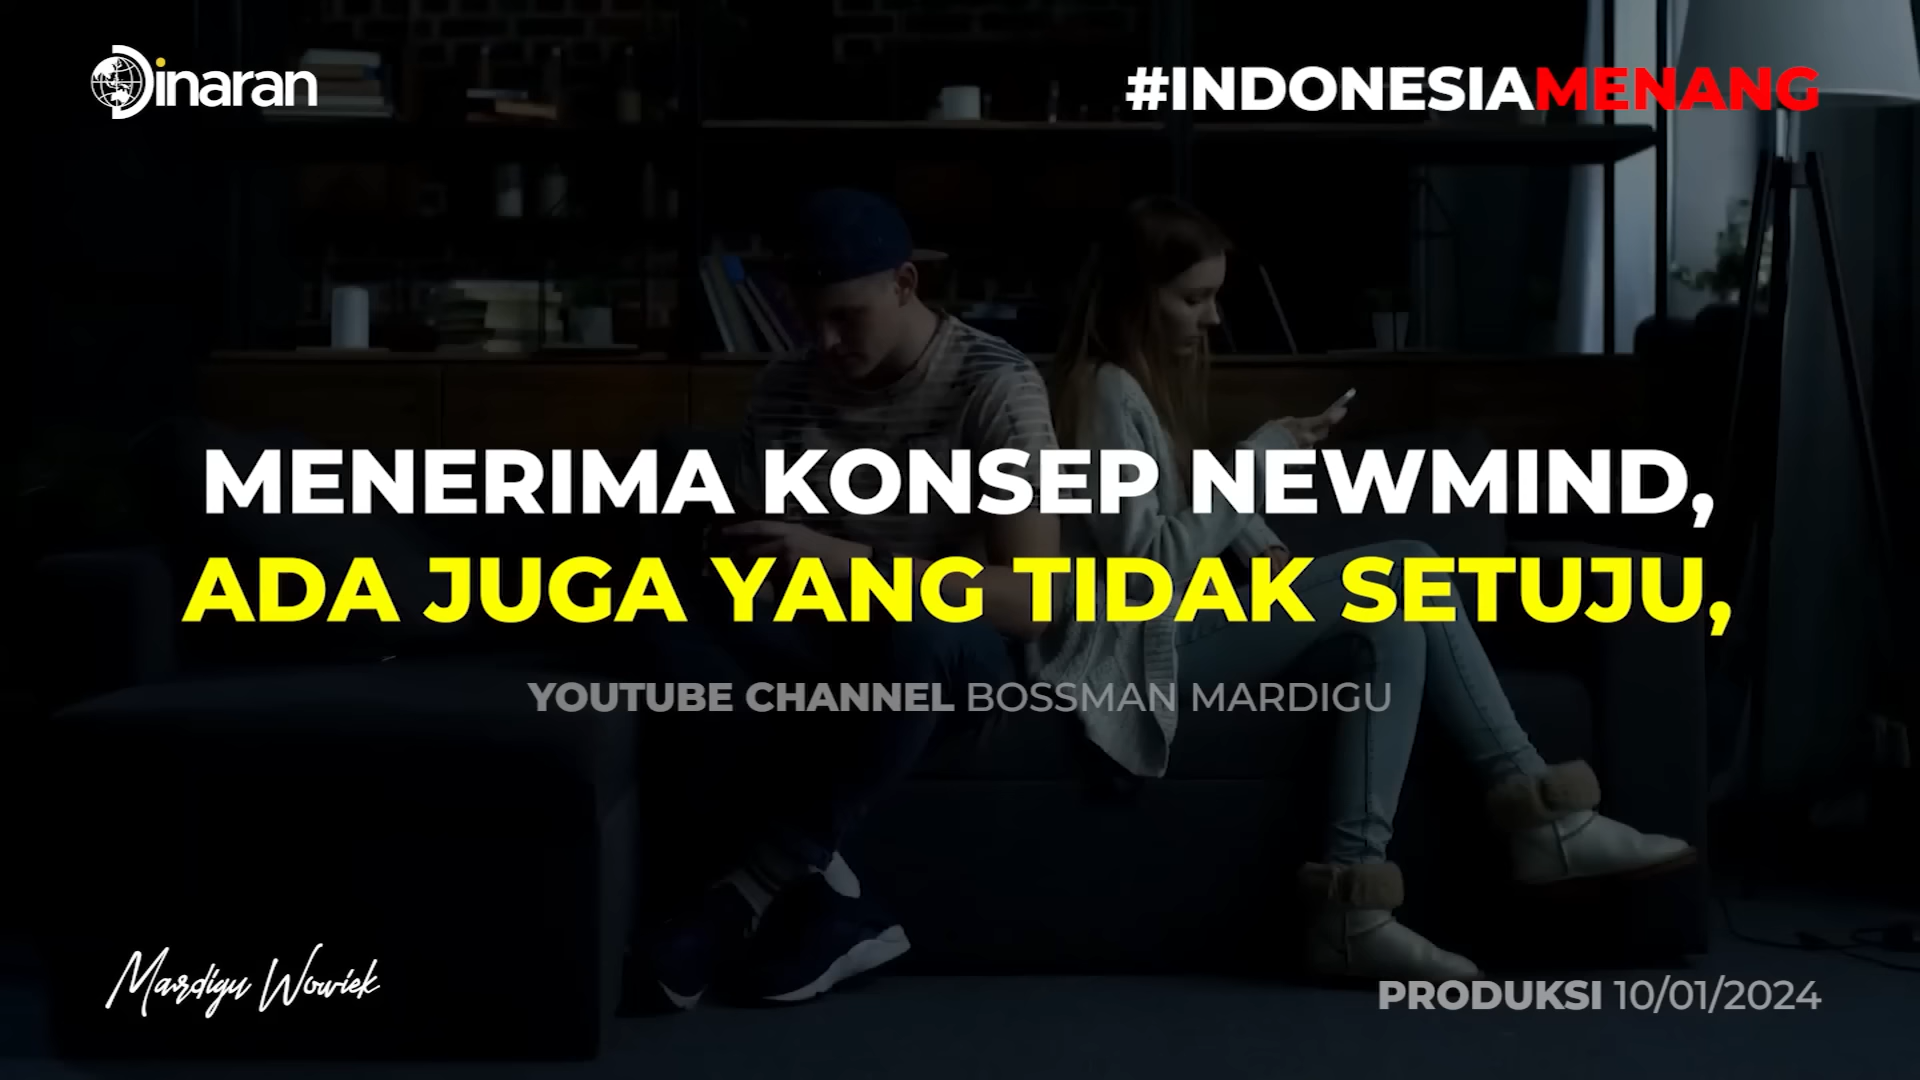 Dinaran
#INDONESIAMENANG
MENERIMA KONSEP NEWMIND,
ADA JUGA YANG TIDAK SETUJU,
YOUTUBE CHANNEL BOSSMAN MARDIGU
Mardigu Wowiek
PRODUKSI 10/01/2024